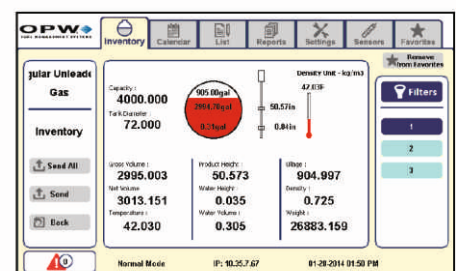 OPW
FUEL MANAGEMENT SYSTEMS
Inventory
Calendar
List
Reports
Settings
Sensors
Favorites
Remove
from Favorites
gular Unleade
Gas
Inventory
Send All
Send
Back
Capacity :
4000.000
Tank Diameter :
72.000
905.00gal
0.31gal
50.57in
0.04in
Density Unit - kg/m3
42.03F
Gross Volume :
2995.003
Net Volume
3013.151
Temperature :
42.030
Product Height :
50.573
Water Height :
0.035
Water Volume :
0.305
Ullage :
904.997
Density :
0.725
Weight :
26883.159
Filters
1
2
3
0
Normal Mode
IP: 10.35.7.67
01-28-2014 01:50 PM